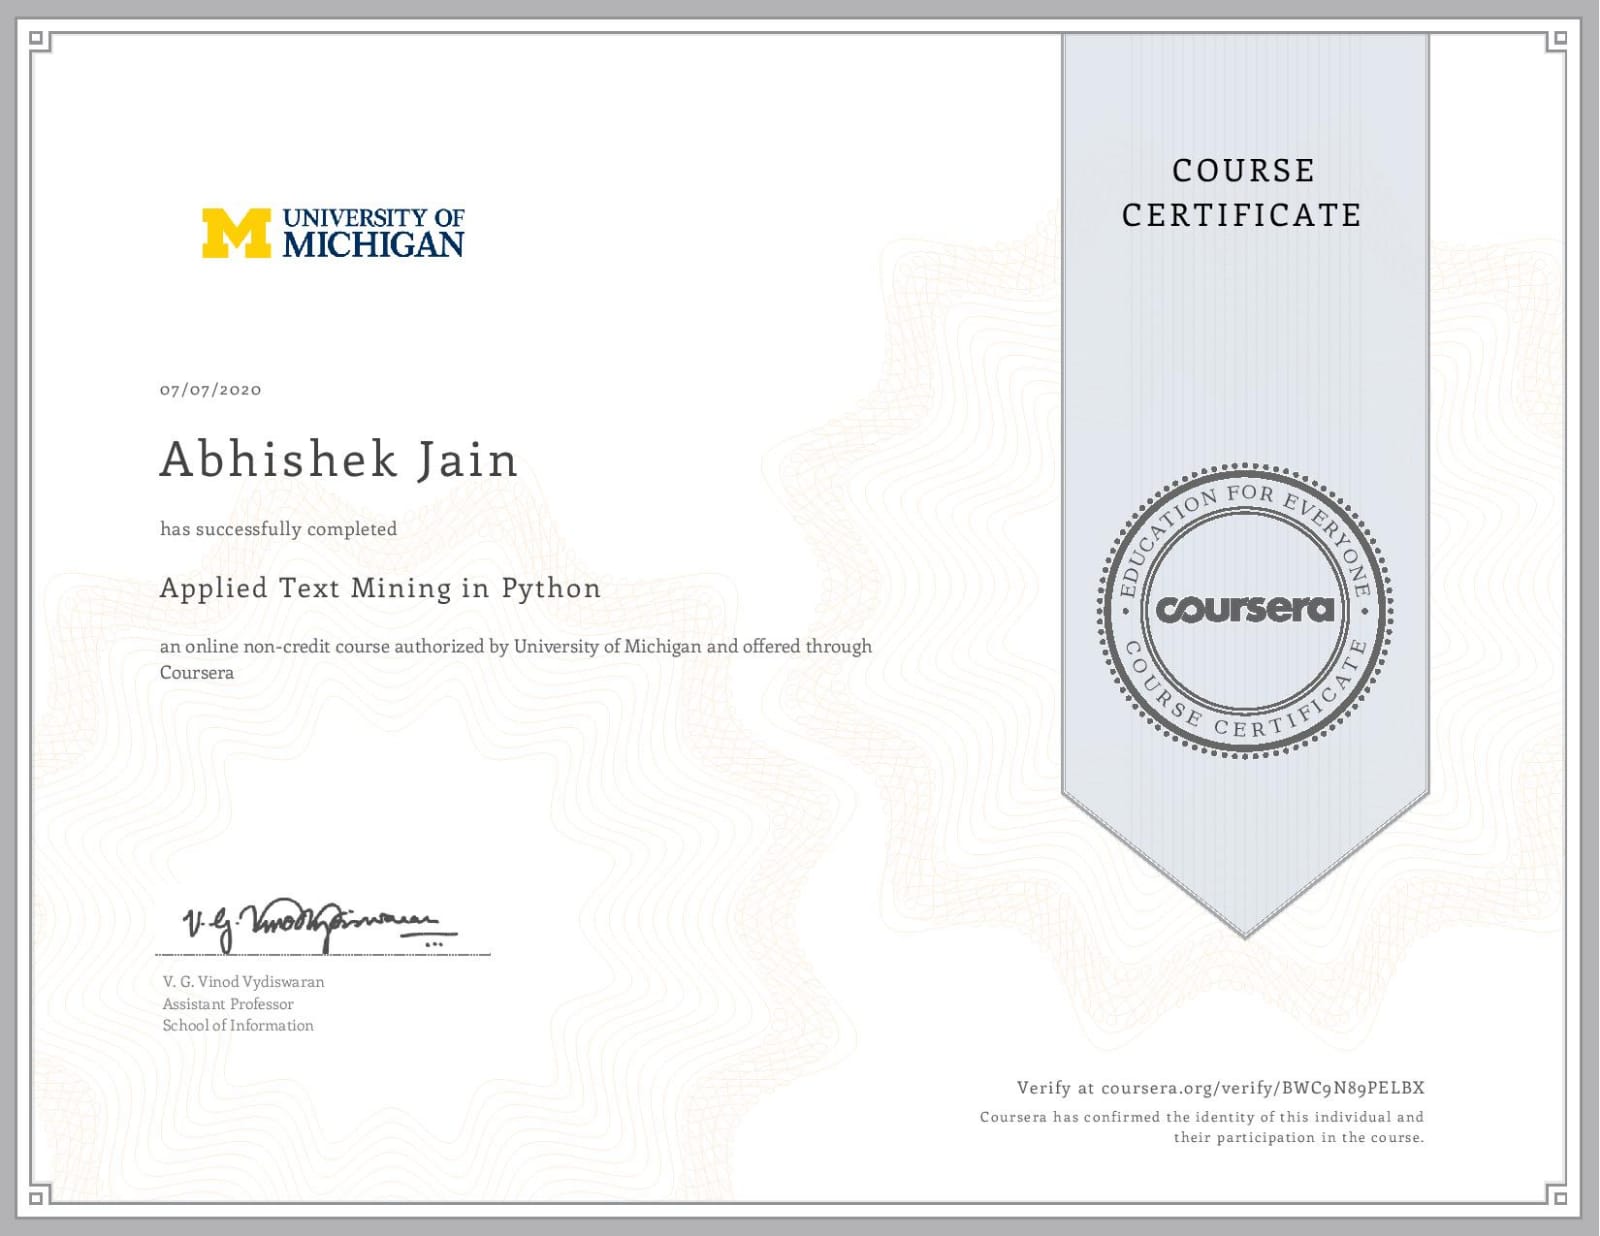 UNIVERSITY OF
MICHIGAN
07/07/2020
Abhishek Jain
has successfully completed
Applied Text Mining in Python
an online non-credit course authorized by University of Michigan and offered through
Coursera
V. G. Vinod Vydiswaran
V. G. Vinod Vydiswaran
Assistant Professor
School of Information
COURSE
CERTIFICATE
EDUCATION FOR EVERYONE
coursera
COURSE CERTIFICATE
Verify at coursera.org/verify/BWC9N89PELBX
Coursera has confirmed the identity of this individual and
their participation in the course.